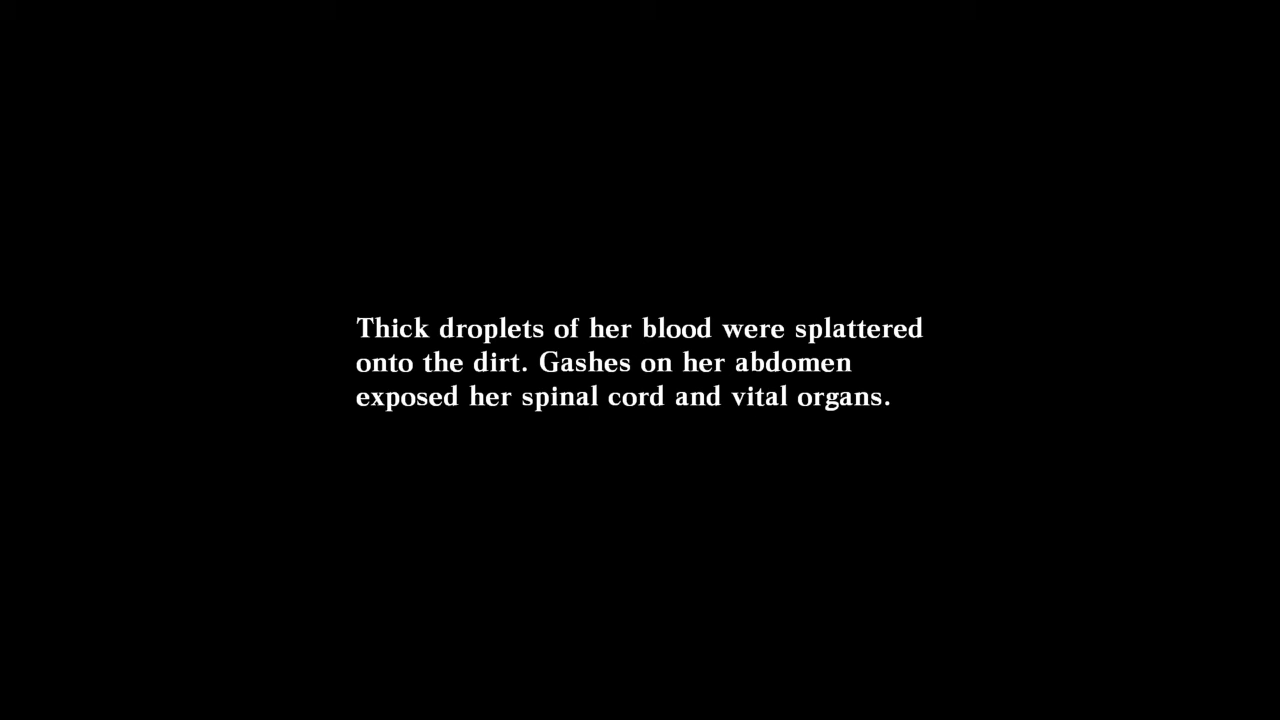 Thick droplets of her blood were splattered
onto the dirt. Gashes on her abdomen
exposed her spinal cord and vital organs.